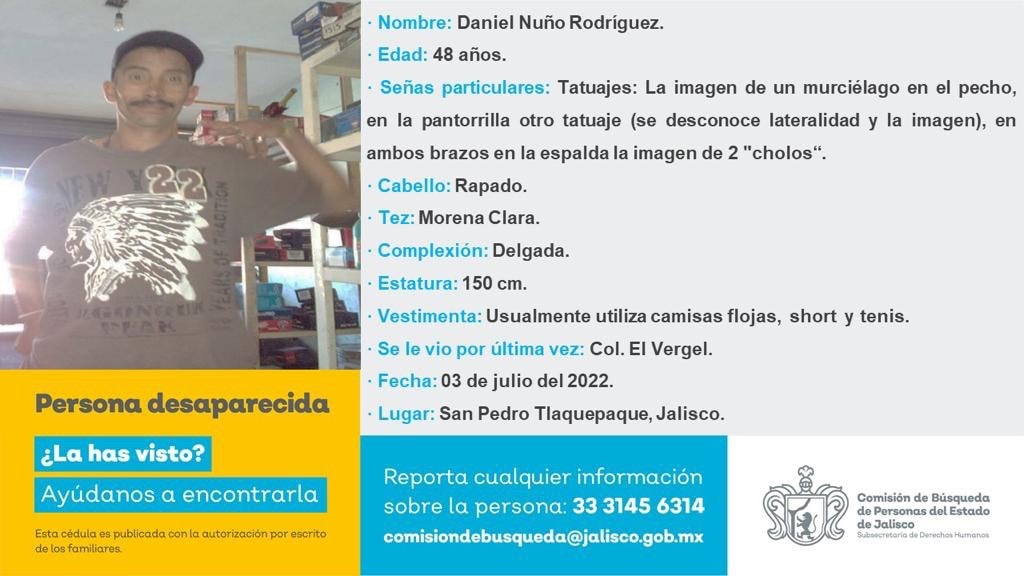 · Nombre: Daniel Nuño Rodríguez.
· Edad: 48 años.
· Señas particulares: Tatuajes: La imagen de un murciélago en el pecho,
en la pantorrilla otro tatuaje (se desconoce lateralidad y la imagen), en
ambos brazos en la espalda la imagen de 2 "cholos“.
· Cabello: Rapado.
· Tez: Morena Clara.
· Complexión: Delgada.
· Estatura: 150 cm.
· Vestimenta: Usualmente utiliza camisas flojas, short y tenis.
· Se le vio por última vez: Col. El Vergel.
· Fecha: 03 de julio del 2022.
· Lugar: San Pedro Tlaquepaque, Jalisco.
NEW Y
22
YEARS OF TRADITION
Persona desaparecida
¿La has visto?
Ayúdanos a encontrarla
Esta cédula es publicada con la autorización por escrito
de los familiares.
Reporta cualquier información
sobre la persona: 33 3145 6314
comisiondebusqueda@jalisco.gob.mx
Comisión de Búsqueda
de Personas del Estado
de Jalisco
Subsecretaría de Derechos Humanos